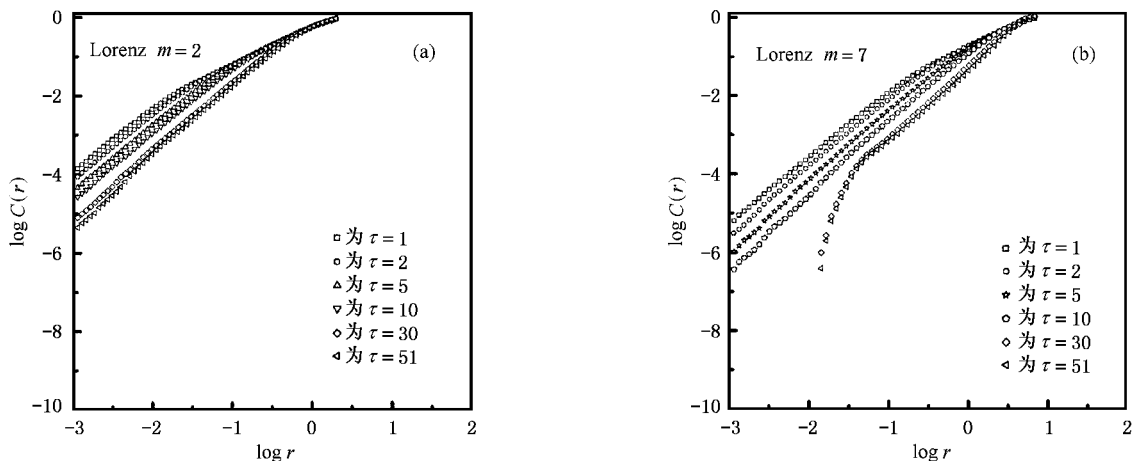 Lorenz m = 2
(a)
0
−2
−4
−6
−8
−10
log C(r)
−3 −2 −1 0 1 2
log r
为 τ = 1
为 τ = 2
为 τ = 5
为 τ = 10
为 τ = 30
为 τ = 51
Lorenz m = 7
(b)
0
−2
−4
−6
−8
−10
log C(r)
−3 −2 −1 0 1 2
log r
为 τ = 1
为 τ = 2
为 τ = 5
为 τ = 10
为 τ = 30
为 τ = 51